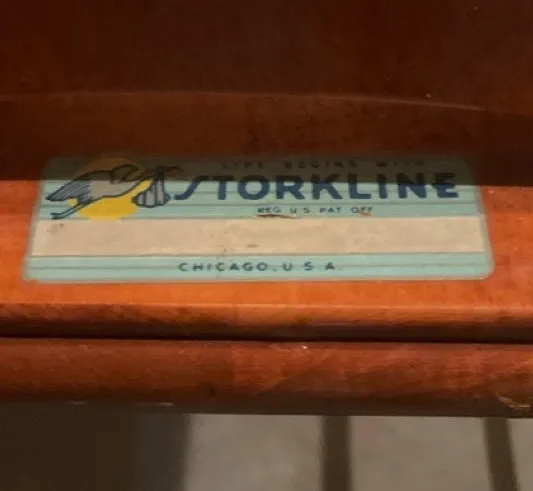 LIFE BEGINS WITH
STORKLINE
REG. U.S. PAT. OFF.
CHICAGO, U.S.A.